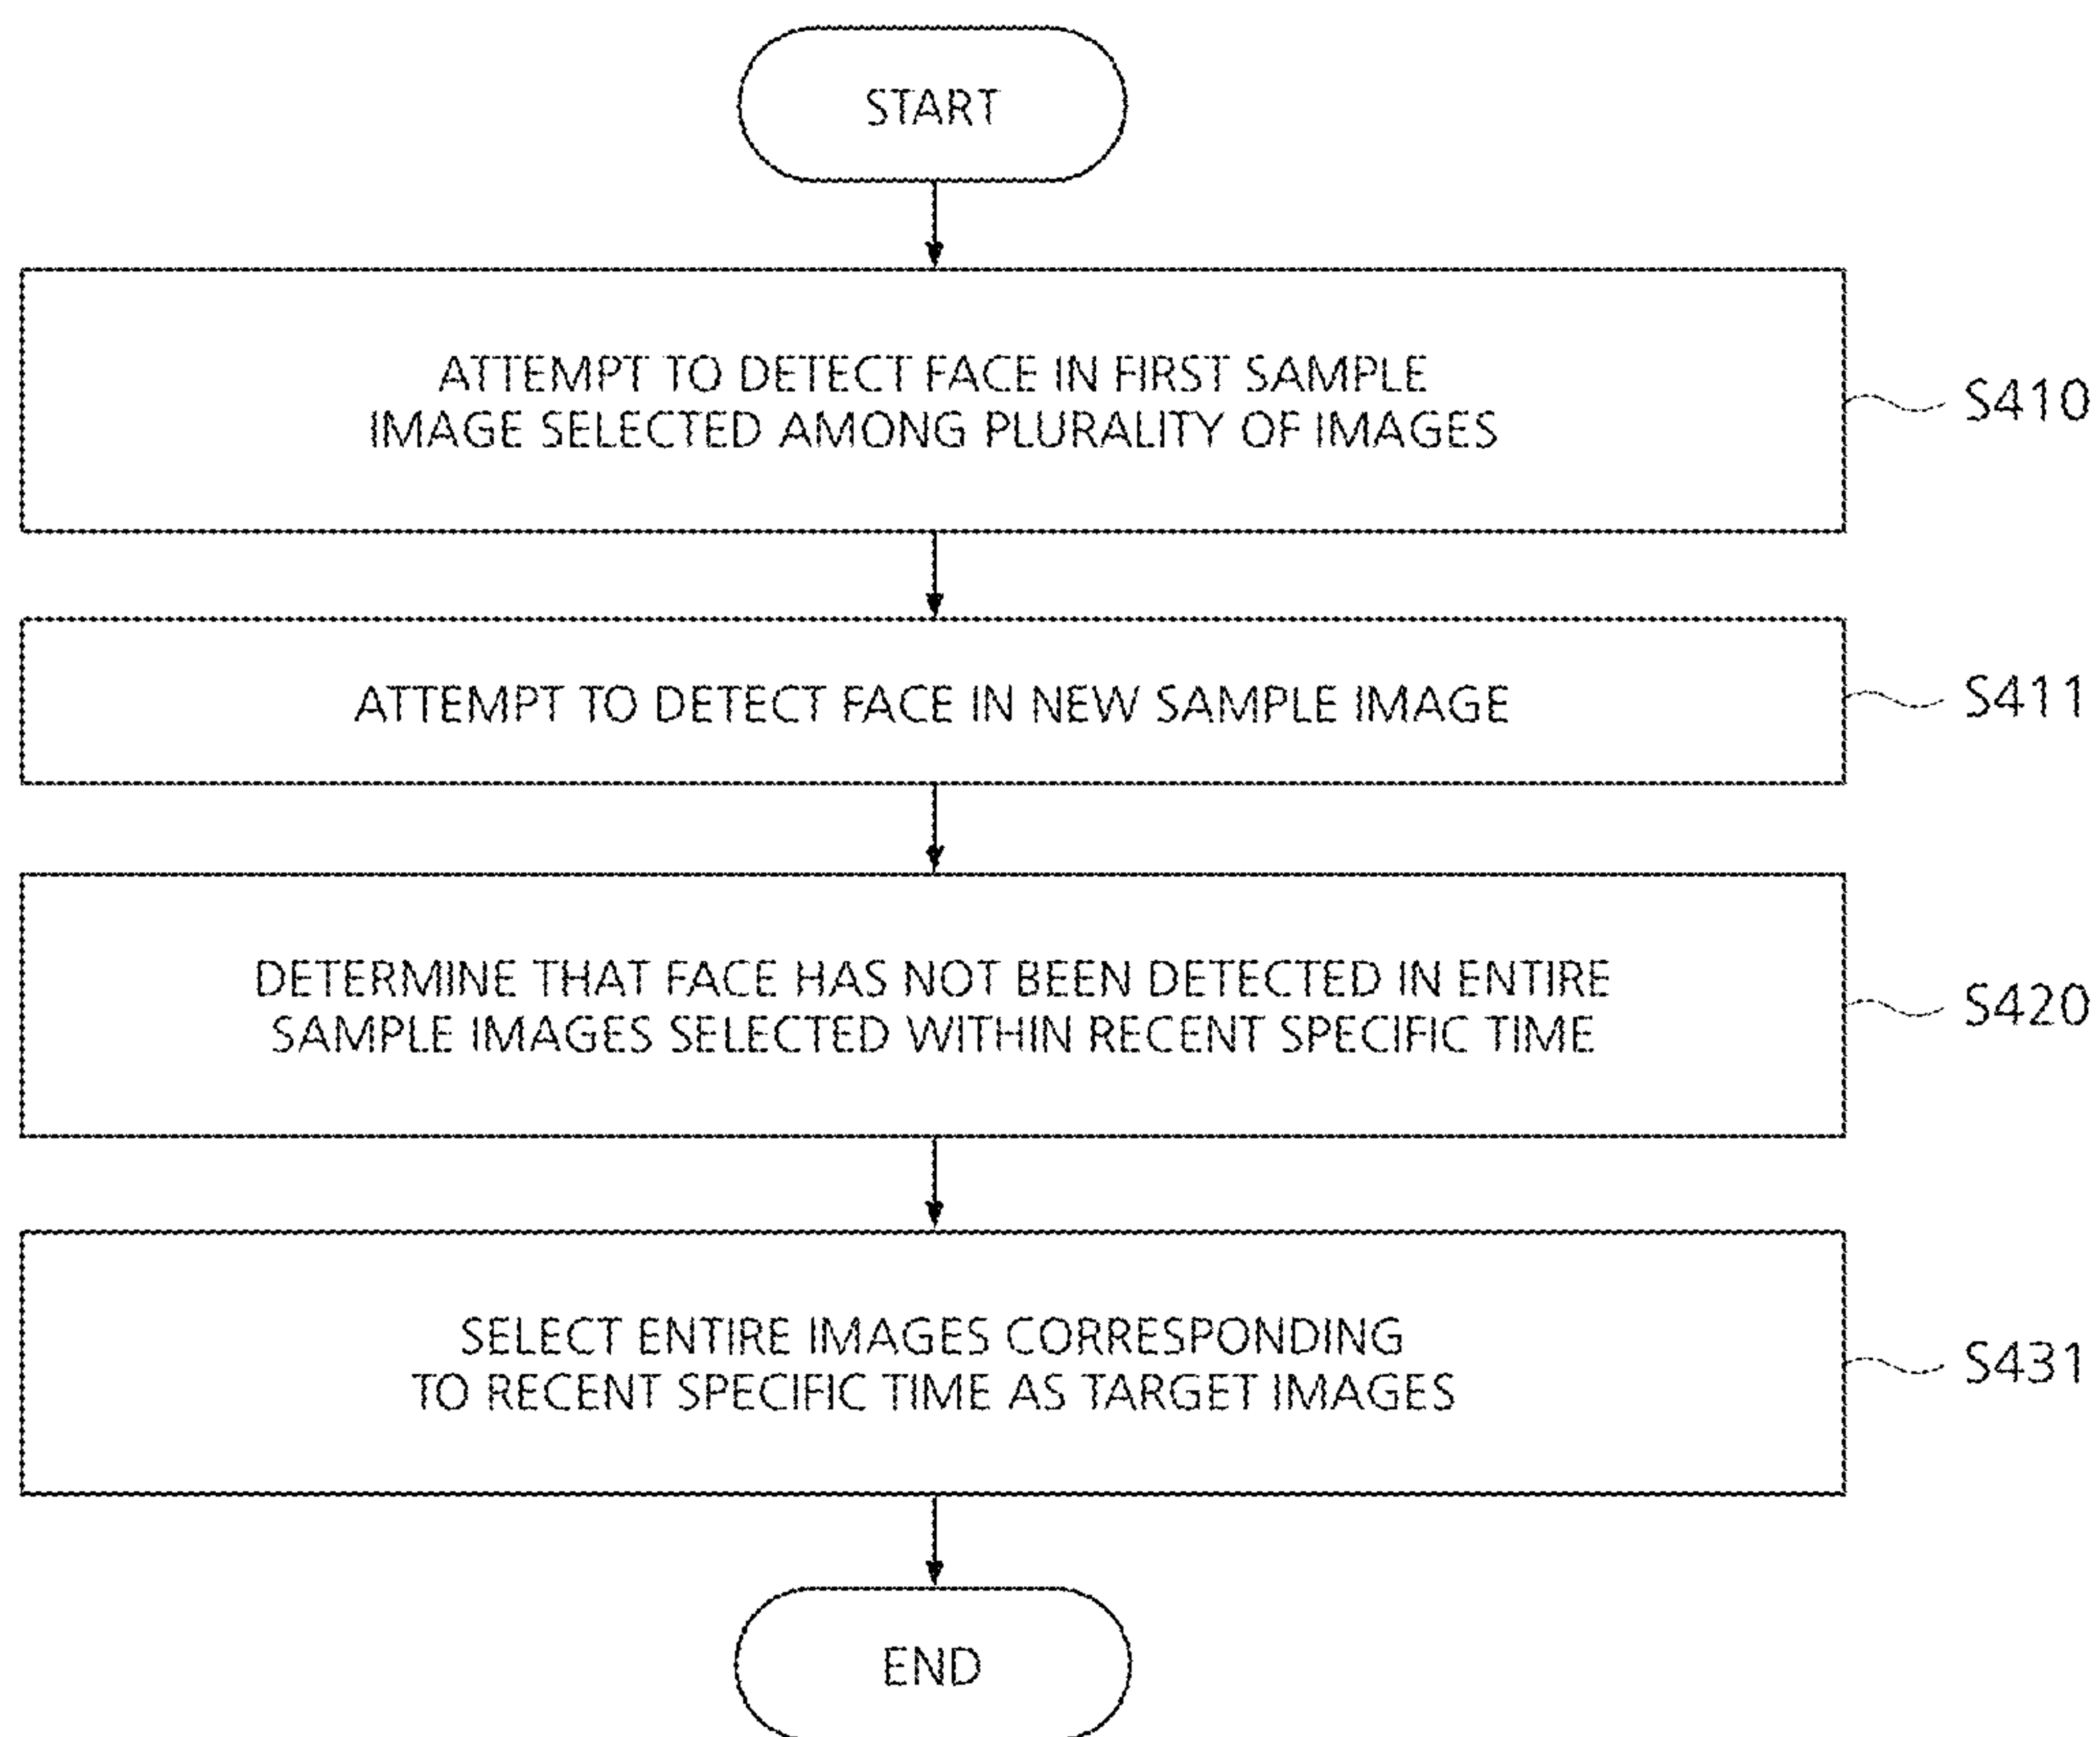 START
ATTEMPT TO DETECT FACE IN FIRST SAMPLE
IMAGE SELECTED AMONG PLURALITY OF IMAGES
S410
ATTEMPT TO DETECT FACE IN NEW SAMPLE IMAGE
S411
DETERMINE THAT FACE HAS NOT BEEN DETECTED IN ENTIRE
SAMPLE IMAGES SELECTED WITHIN RECENT SPECIFIC TIME
S420
SELECT ENTIRE IMAGES CORRESPONDING
TO RECENT SPECIFIC TIME AS TARGET IMAGES
S431
END